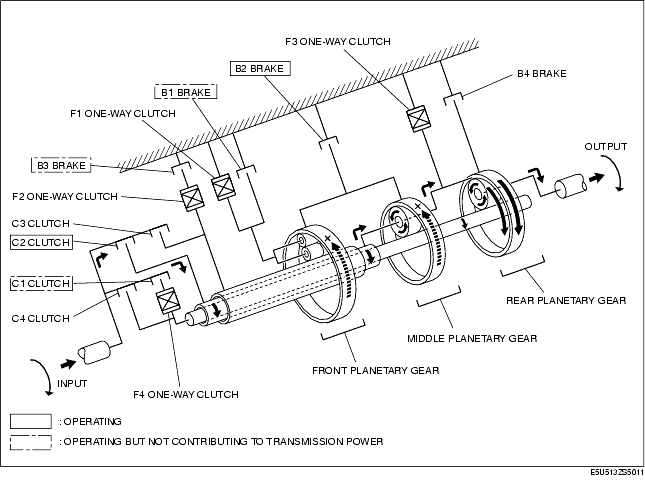 F3 ONE-WAY CLUTCH
B2 BRAKE
B4 BRAKE
B1 BRAKE
F1 ONE-WAY CLUTCH
OUTPUT
B3 BRAKE
F2 ONE-WAY CLUTCH
C3 CLUTCH
C2 CLUTCH
C1 CLUTCH
C4 CLUTCH
REAR PLANETARY GEAR
MIDDLE PLANETARY GEAR
FRONT PLANETARY GEAR
INPUT
F4 ONE-WAY CLUTCH
: OPERATING
: OPERATING BUT NOT CONTRIBUTING TO TRANSMISSION POWER
E5U513ZS5011